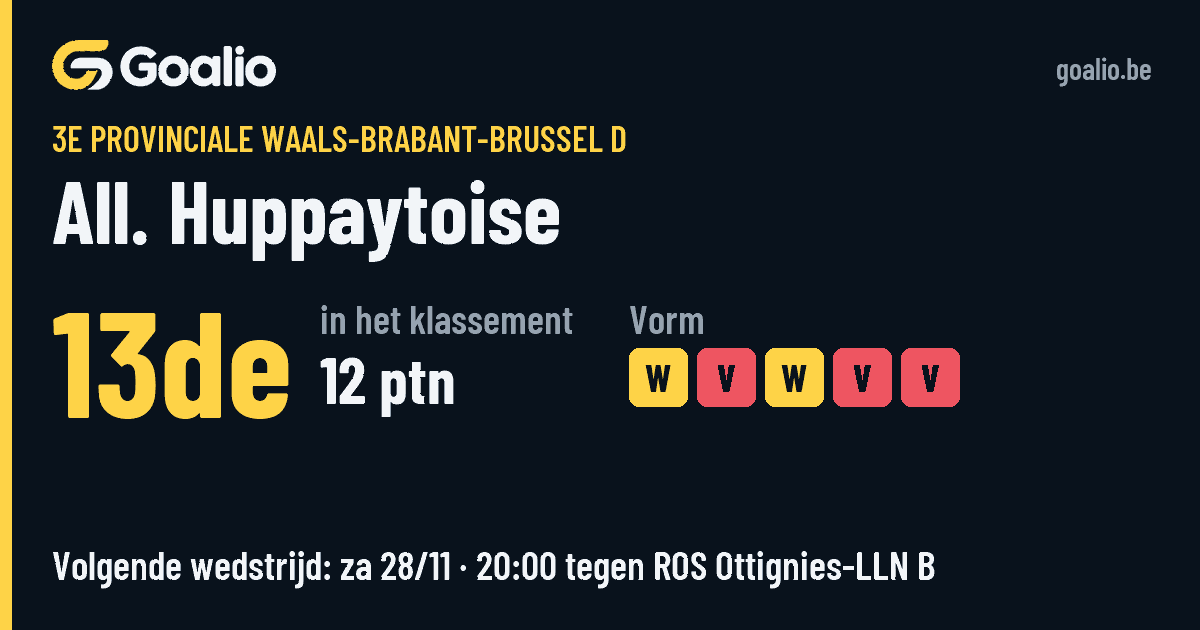 Goalio
goalio.be
3E PROVINCIALE WAALS-BRABANT-BRUSSEL D
All. Huppaytoise
13de
in het klassement
12 ptn
Vorm
W V W V V
Volgende wedstrijd: za 28/11 · 20:00 tegen ROS Ottignies-LLN B